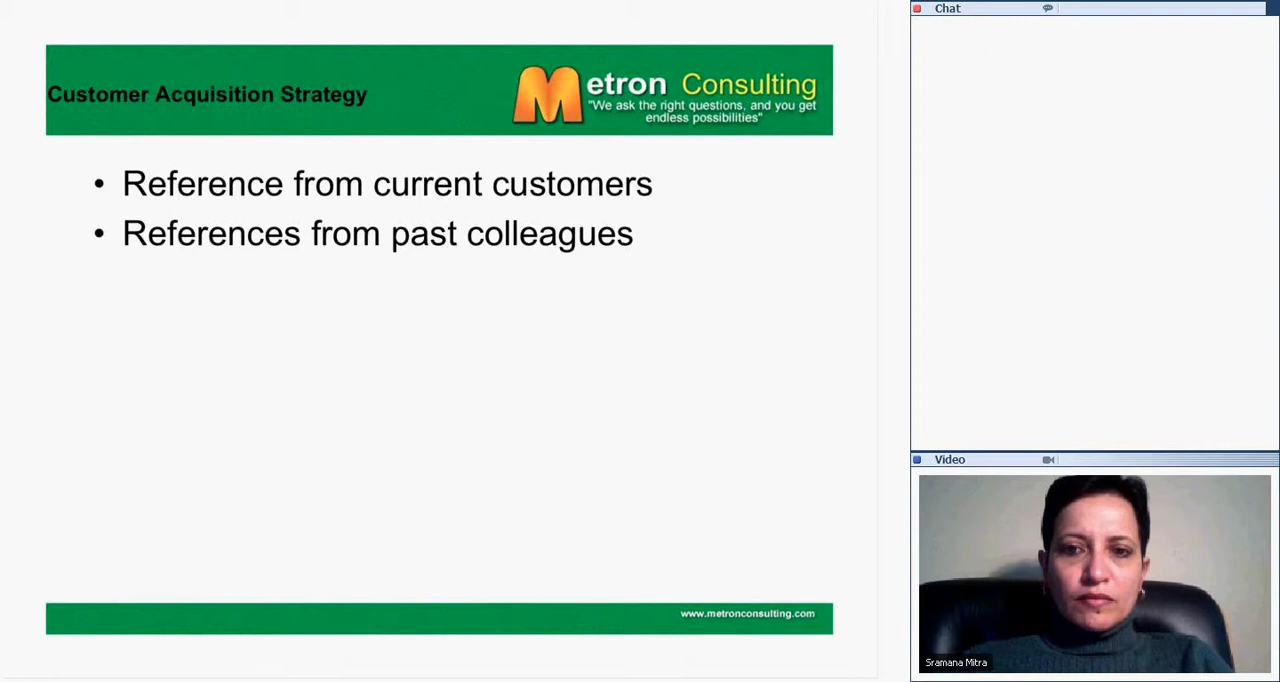 Customer Acquisition Strategy
Metron Consulting
"We ask the right questions, and you get
endless possibilities"
• Reference from current customers
• References from past colleagues
www.metronconsulting.com
Chat
Video
Sramana Mitra